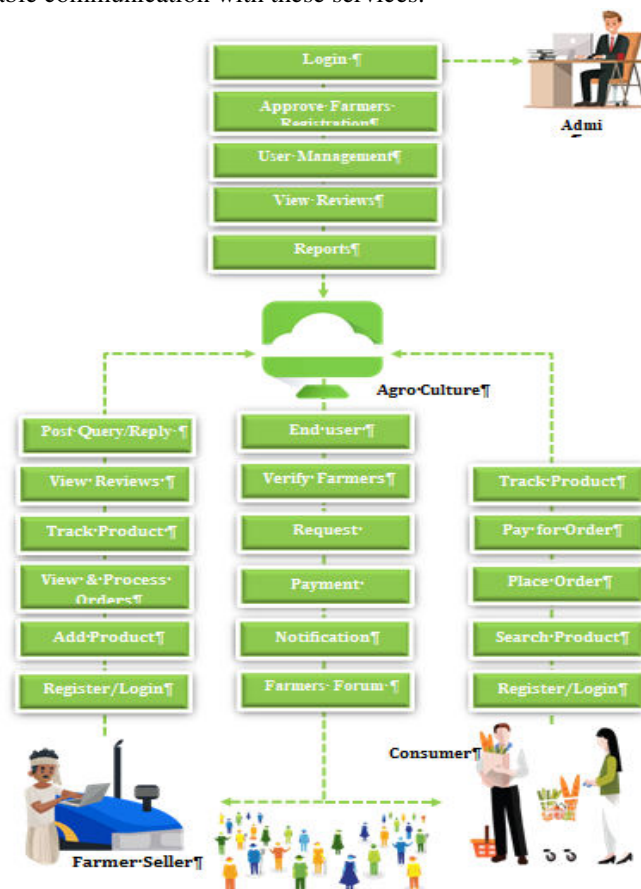 able communication with these services.
Login ¶
Admi
¶
Approve Farmers
Registration¶
User Management¶
View Reviews¶
Reports¶
Agro Culture¶
Post Query/Reply ¶
View Reviews ¶
Track Product¶
View & Process
Orders¶
Add Product¶
Register/Login¶
End user ¶
Verify Farmers¶
Request
Payment
Notification¶
Farmers Forum ¶
Track Product¶
Pay for Order¶
Place Order¶
Search Product¶
Register/Login¶
Consumer¶
Farmer Seller¶